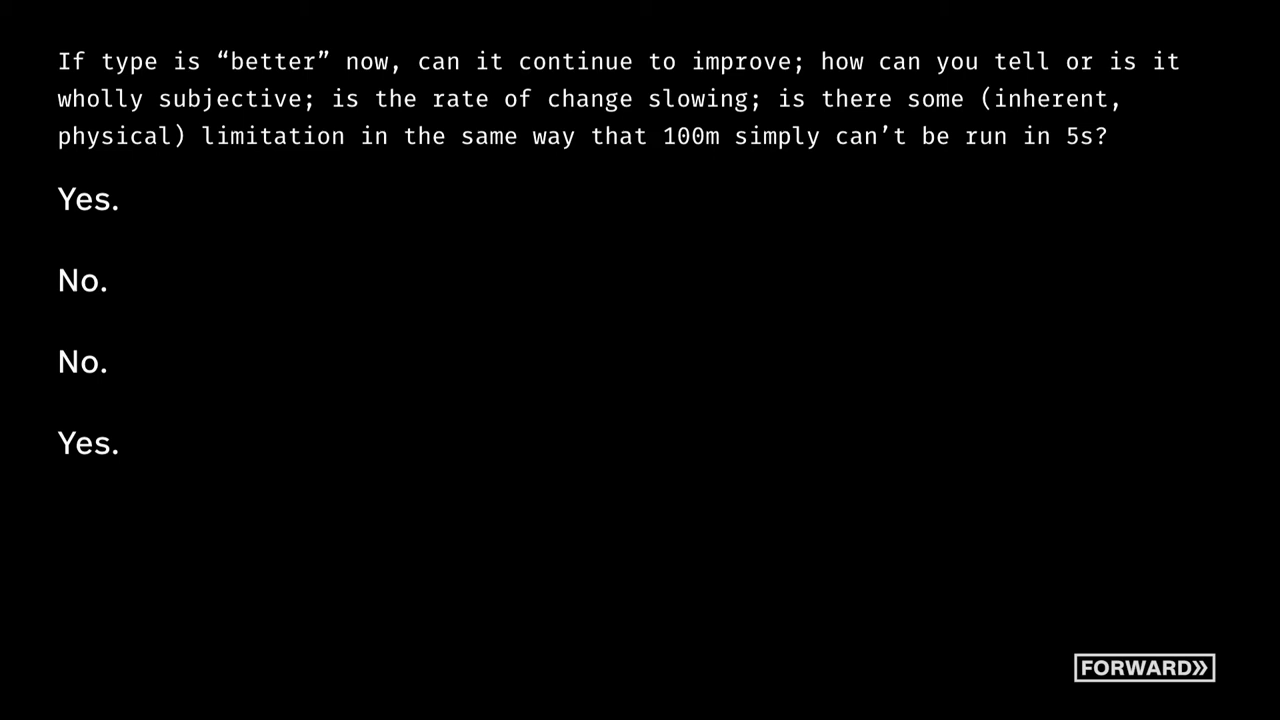 If type is “better” now, can it continue to improve; how can you tell or is it
wholly subjective; is the rate of change slowing; is there some (inherent,
physical) limitation in the same way that 100m simply can’t be run in 5s?
Yes.
No.
No.
Yes.
FORWARD»